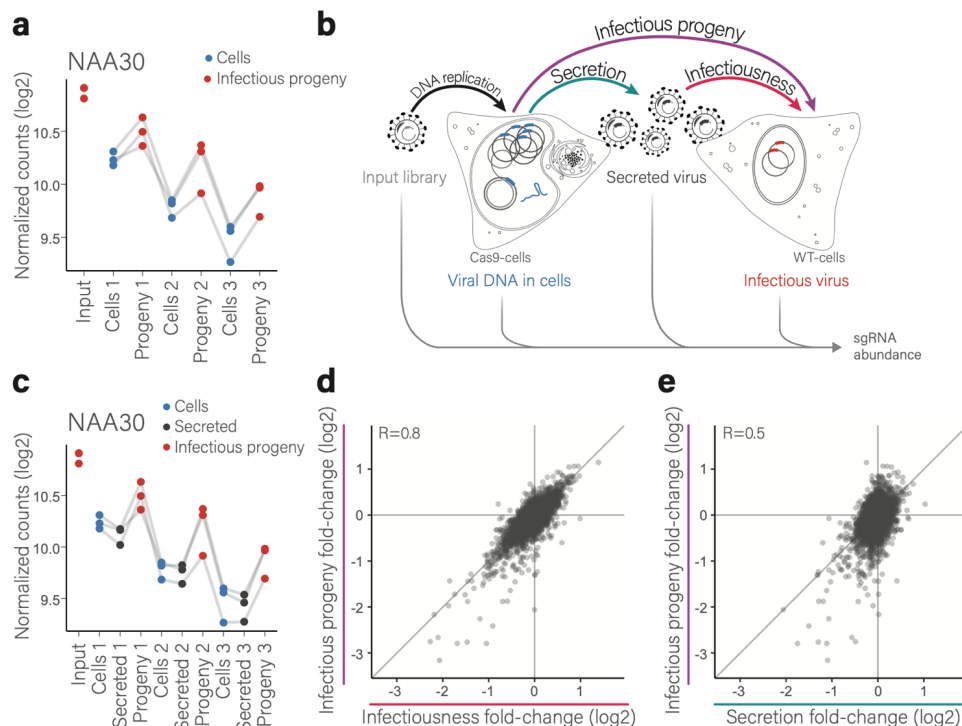 a
NAA30
Cells
Infectious progeny
Normalized counts (log2)
10.5
10.0
9.5
Input
Cells 1
Progeny 1
Cells 2
Progeny 2
Cells 3
Progeny 3
b
Infectious progeny
DNA replication
Secretion
Infectiousness
Input library
Secreted virus
Cas9-cells
WT-cells
Viral DNA in cells
Infectious virus
sgRNA
abundance
c
NAA30
Cells
Secreted
Infectious progeny
Normalized counts (log2)
10.5
10.0
9.5
Input
Cells 1
Secreted 1
Progeny 1
Cells 2
Secreted 2
Progeny 2
Cells 3
Secreted 3
Progeny 3
d
R=0.8
Infectious progeny fold-change (log2)
1
0
-1
-2
-3
-3
-2
-1
0
1
Infectiousness fold-change (log2)
e
R=0.5
Infectious progeny fold-change (log2)
1
0
-1
-2
-3
-3
-2
-1
0
1
Secretion fold-change (log2)